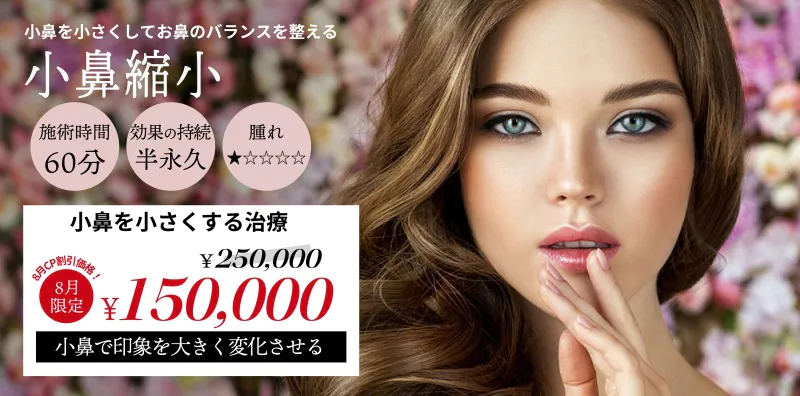 小鼻を小さくしてお鼻のバランスを整える
小鼻縮小
施術時間
60分
効果の持続
半永久
腫れ
★☆☆☆☆
小鼻を小さくする治療
¥250,000
8月CP割引価格！
8月
限定
¥150,000
小鼻で印象を大きく変化させる